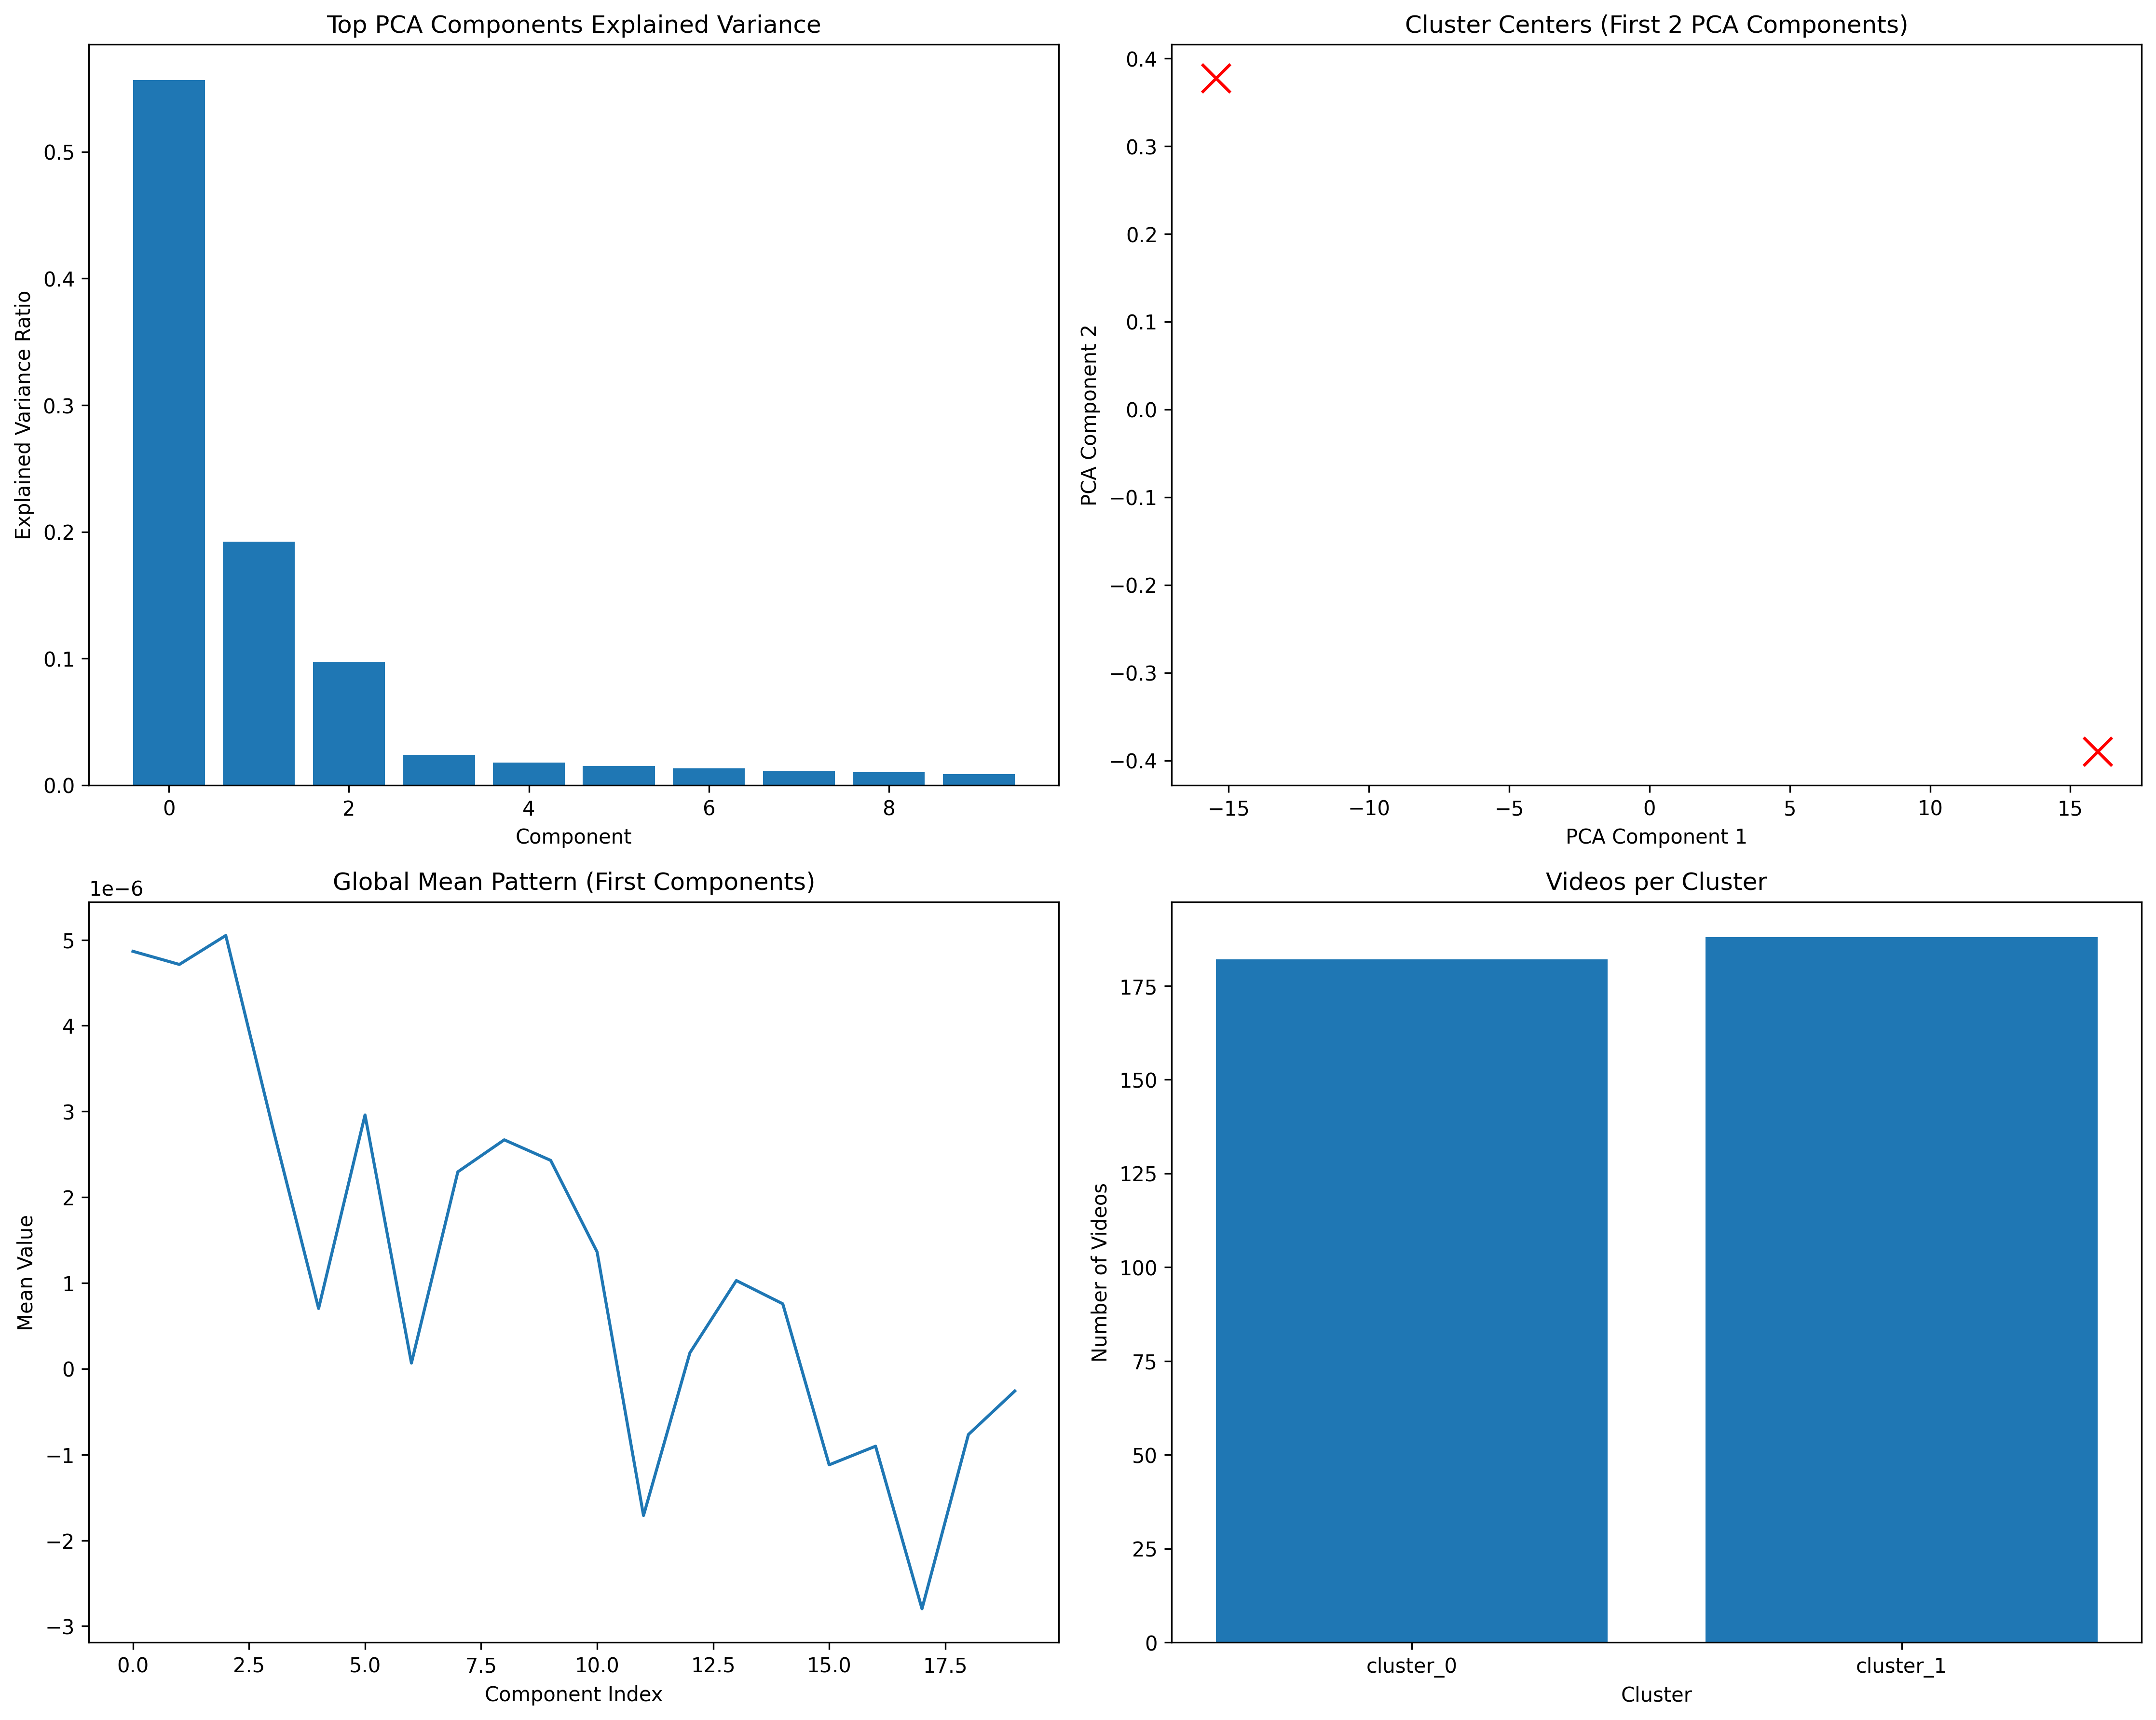 Top PCA Components Explained Variance
Explained Variance Ratio
0.5
0.4
0.3
0.2
0.1
0.0
0 2 4 6 8
Component
Cluster Centers (First 2 PCA Components)
PCA Component 2
0.4
0.3
0.2
0.1
0.0
−0.1
−0.2
−0.3
−0.4
−15 −10 −5 0 5 10 15
PCA Component 1
Global Mean Pattern (First Components)
1e−6
Mean Value
5
4
3
2
1
0
−1
−2
−3
0.0 2.5 5.0 7.5 10.0 12.5 15.0 17.5
Component Index
Videos per Cluster
Number of Videos
175
150
125
100
75
50
25
0
cluster_0 cluster_1
Cluster